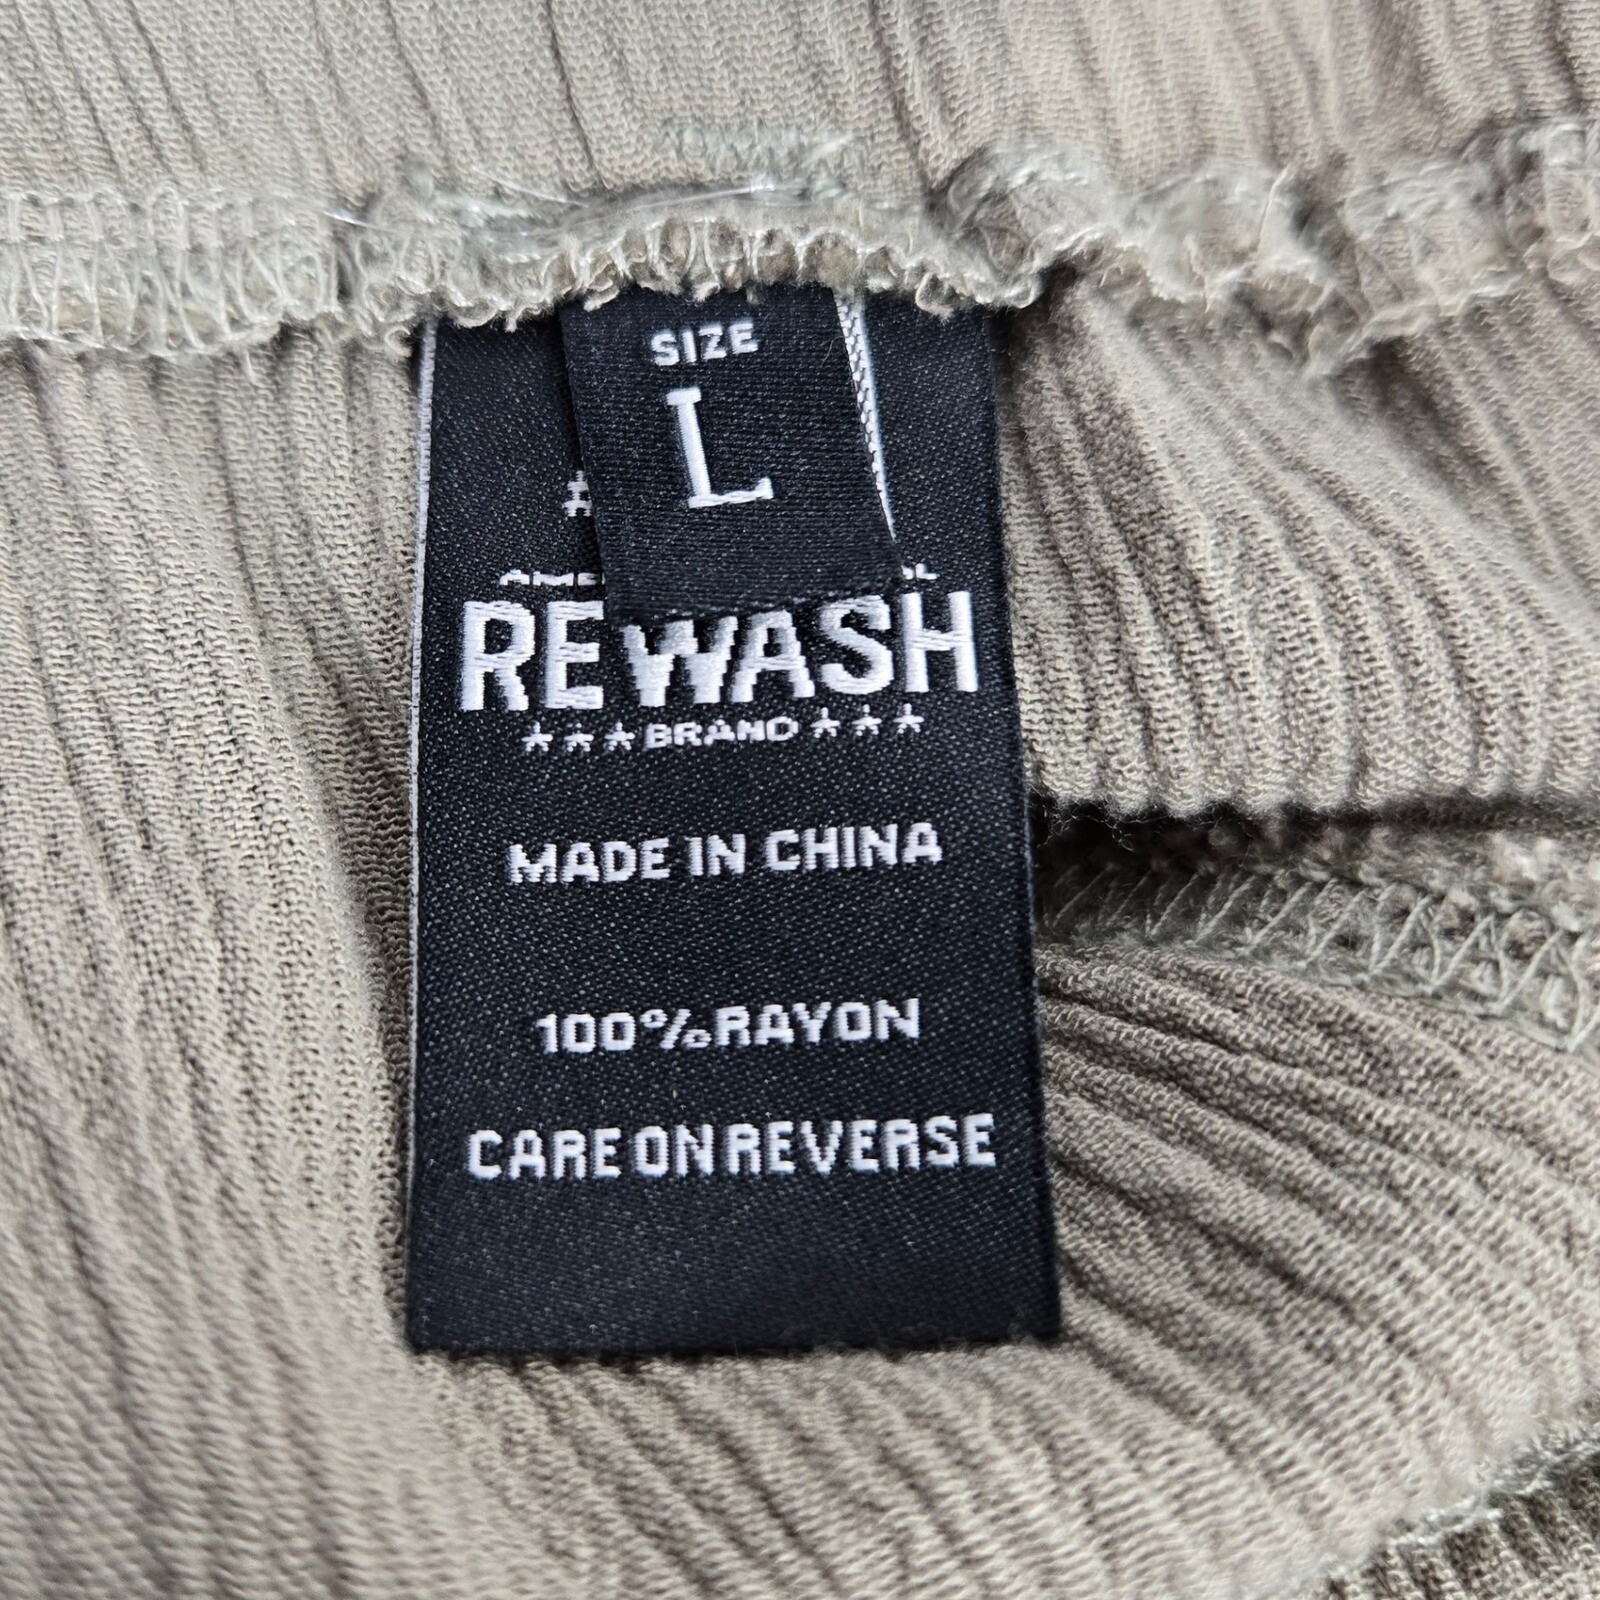 SIZE
L
REWASH
★★★BRAND★★★
MADE IN CHINA
100%RAYON
CARE ON REVERSE